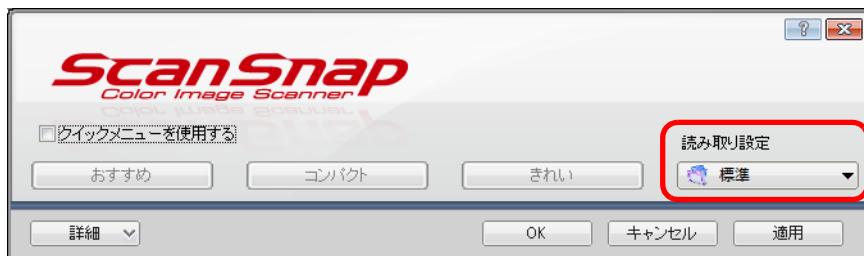 ScanSnap
Color Image Scanner
クイックメニューを使用する
読み取り設定
おすすめ
コンパクト
きれい
標準
詳細
OK
キャンセル
適用